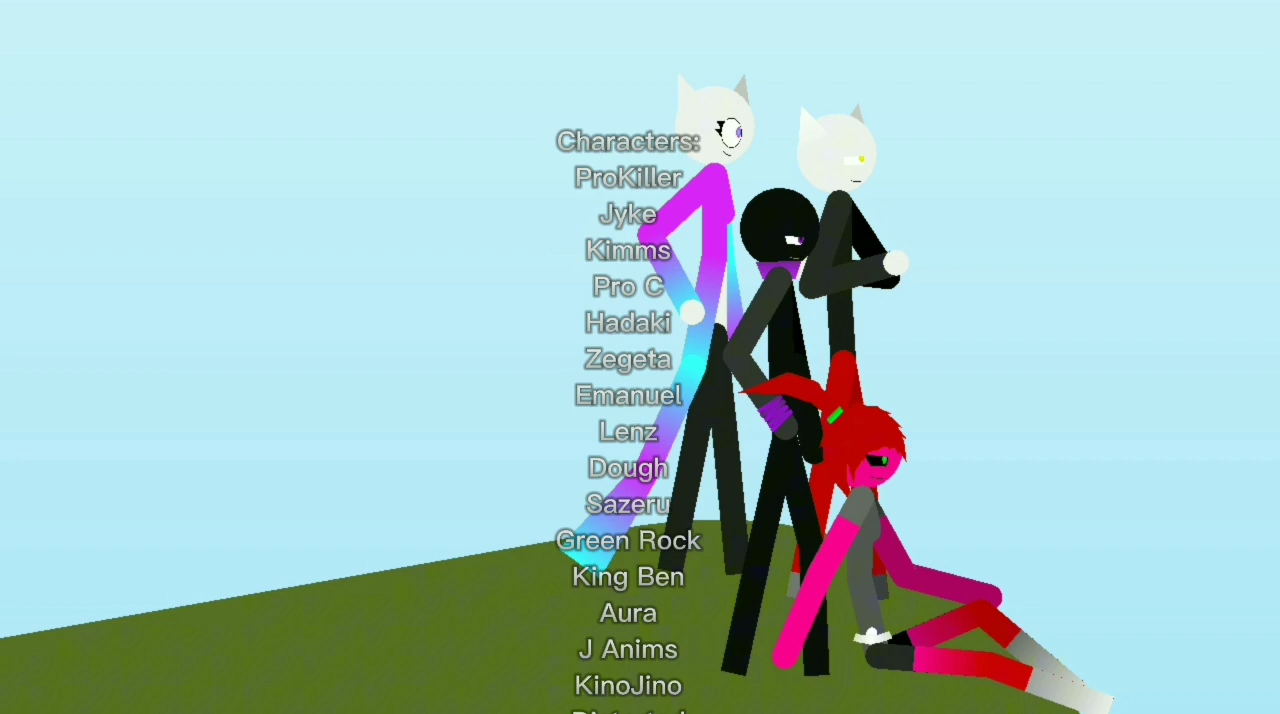 Characters:
ProKiller
Jyke
Kimms
Pro C
Hadaki
Zegeta
Emanuel
Lenz
Dough
Sazeru
Green Rock
King Ben
Aura
J Anims
KinoJino